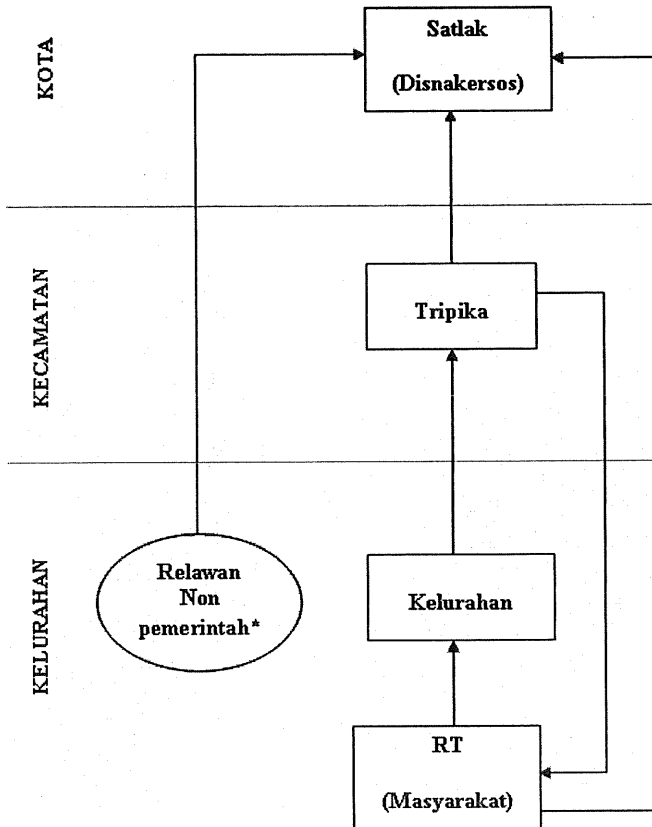 KOTA
Satlak
(Disnakersos)
KECAMATAN
Tripika
KELURAHAN
Relawan
Non
pemerintah*
Kelurahan
RT
(Masyarakat)